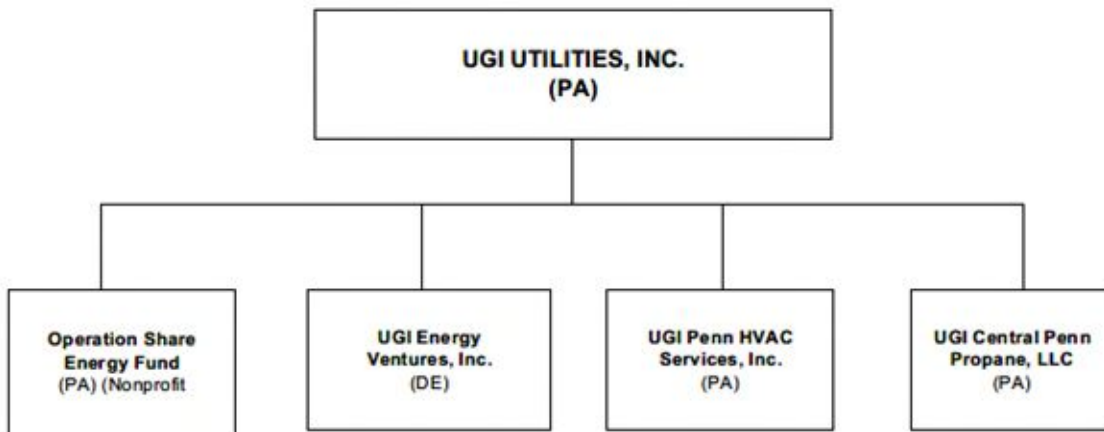 UGI UTILITIES, INC.
(PA)
Operation Share
Energy Fund
(PA) (Nonprofit
UGI Energy
Ventures, Inc.
(DE)
UGI Penn HVAC
Services, Inc.
(PA)
UGI Central Penn
Propane, LLC
(PA)